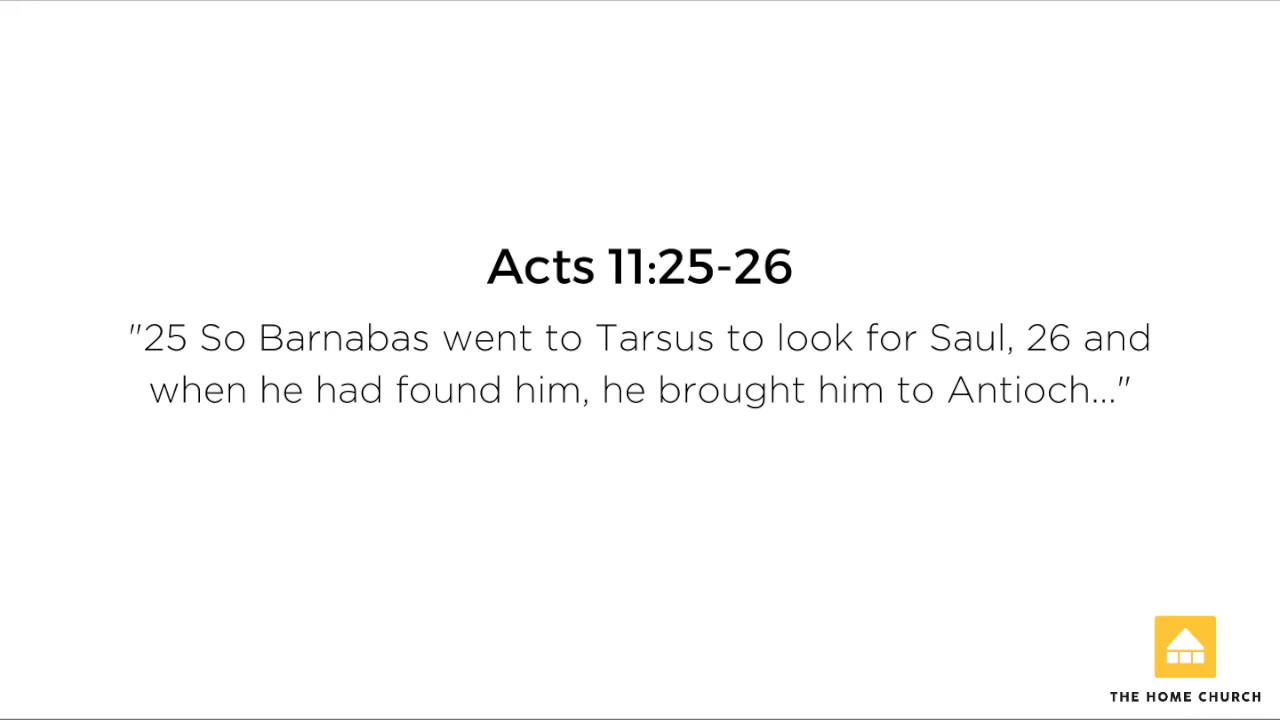 Acts 11:25-26
"25 So Barnabas went to Tarsus to look for Saul, 26 and
when he had found him, he brought him to Antioch..."
THE HOME CHURCH